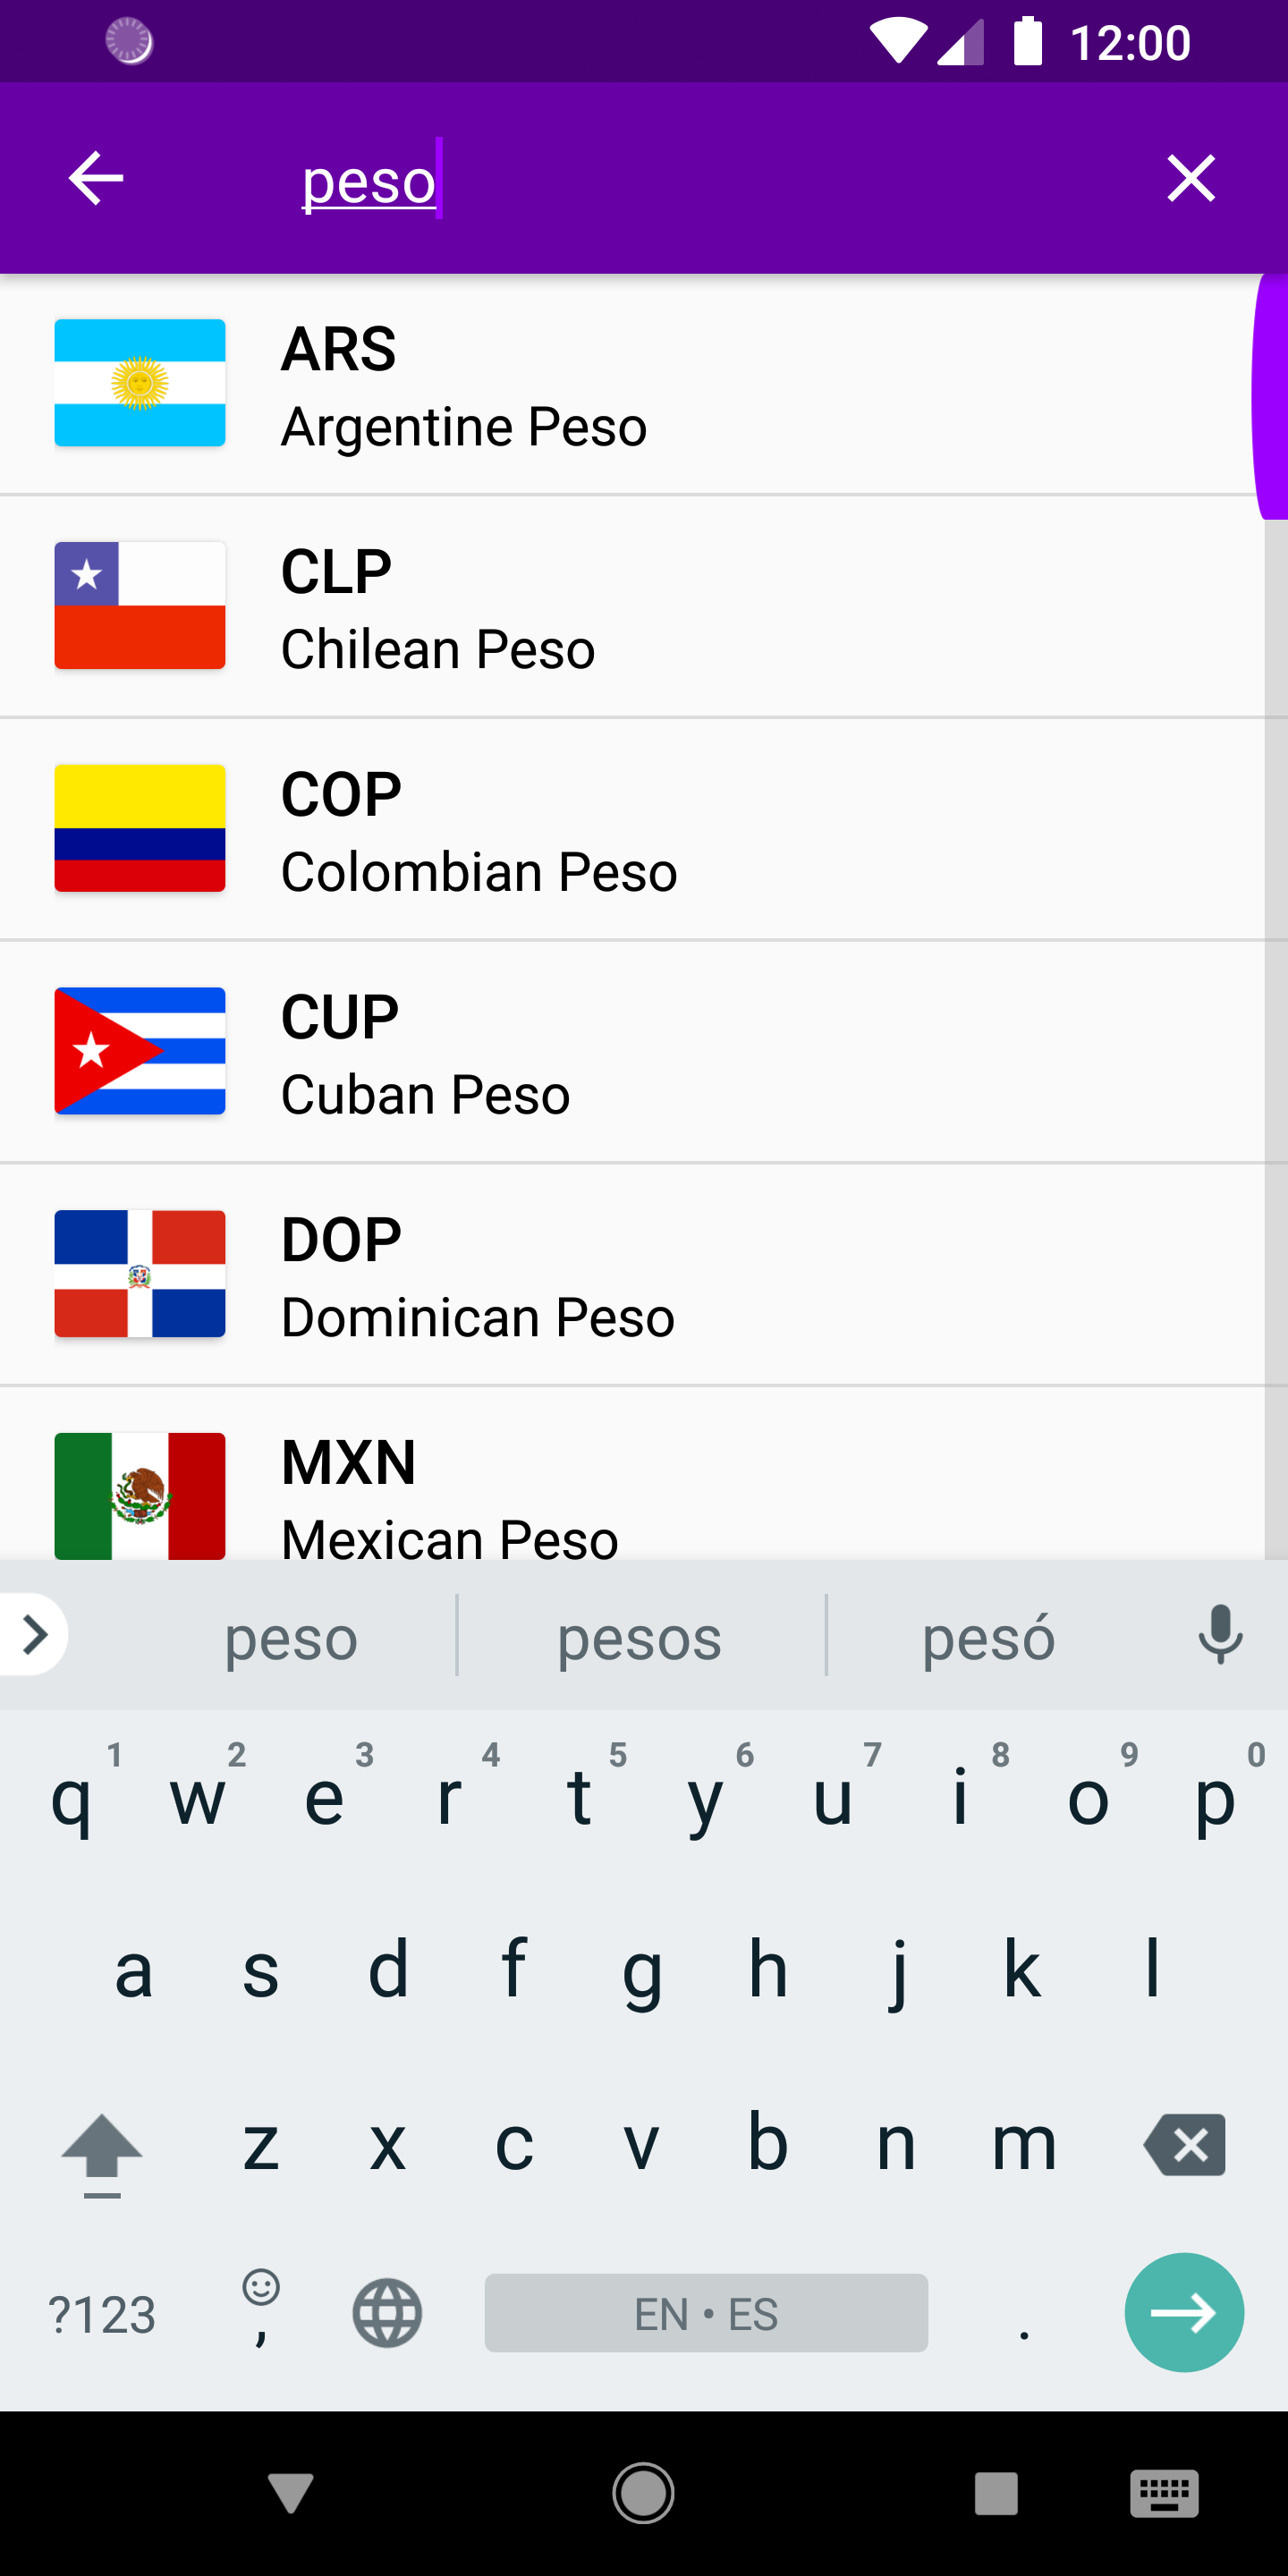 12:00
peso
ARS
Argentine Peso
CLP
Chilean Peso
COP
Colombian Peso
CUP
Cuban Peso
DOP
Dominican Peso
MXN
Mexican Peso
peso pesos pesó
1 2 3 4 5 6 7 8 9 0
q w e r t y u i o p
a s d f g h j k l
z x c v b n m
?123 , EN • ES .